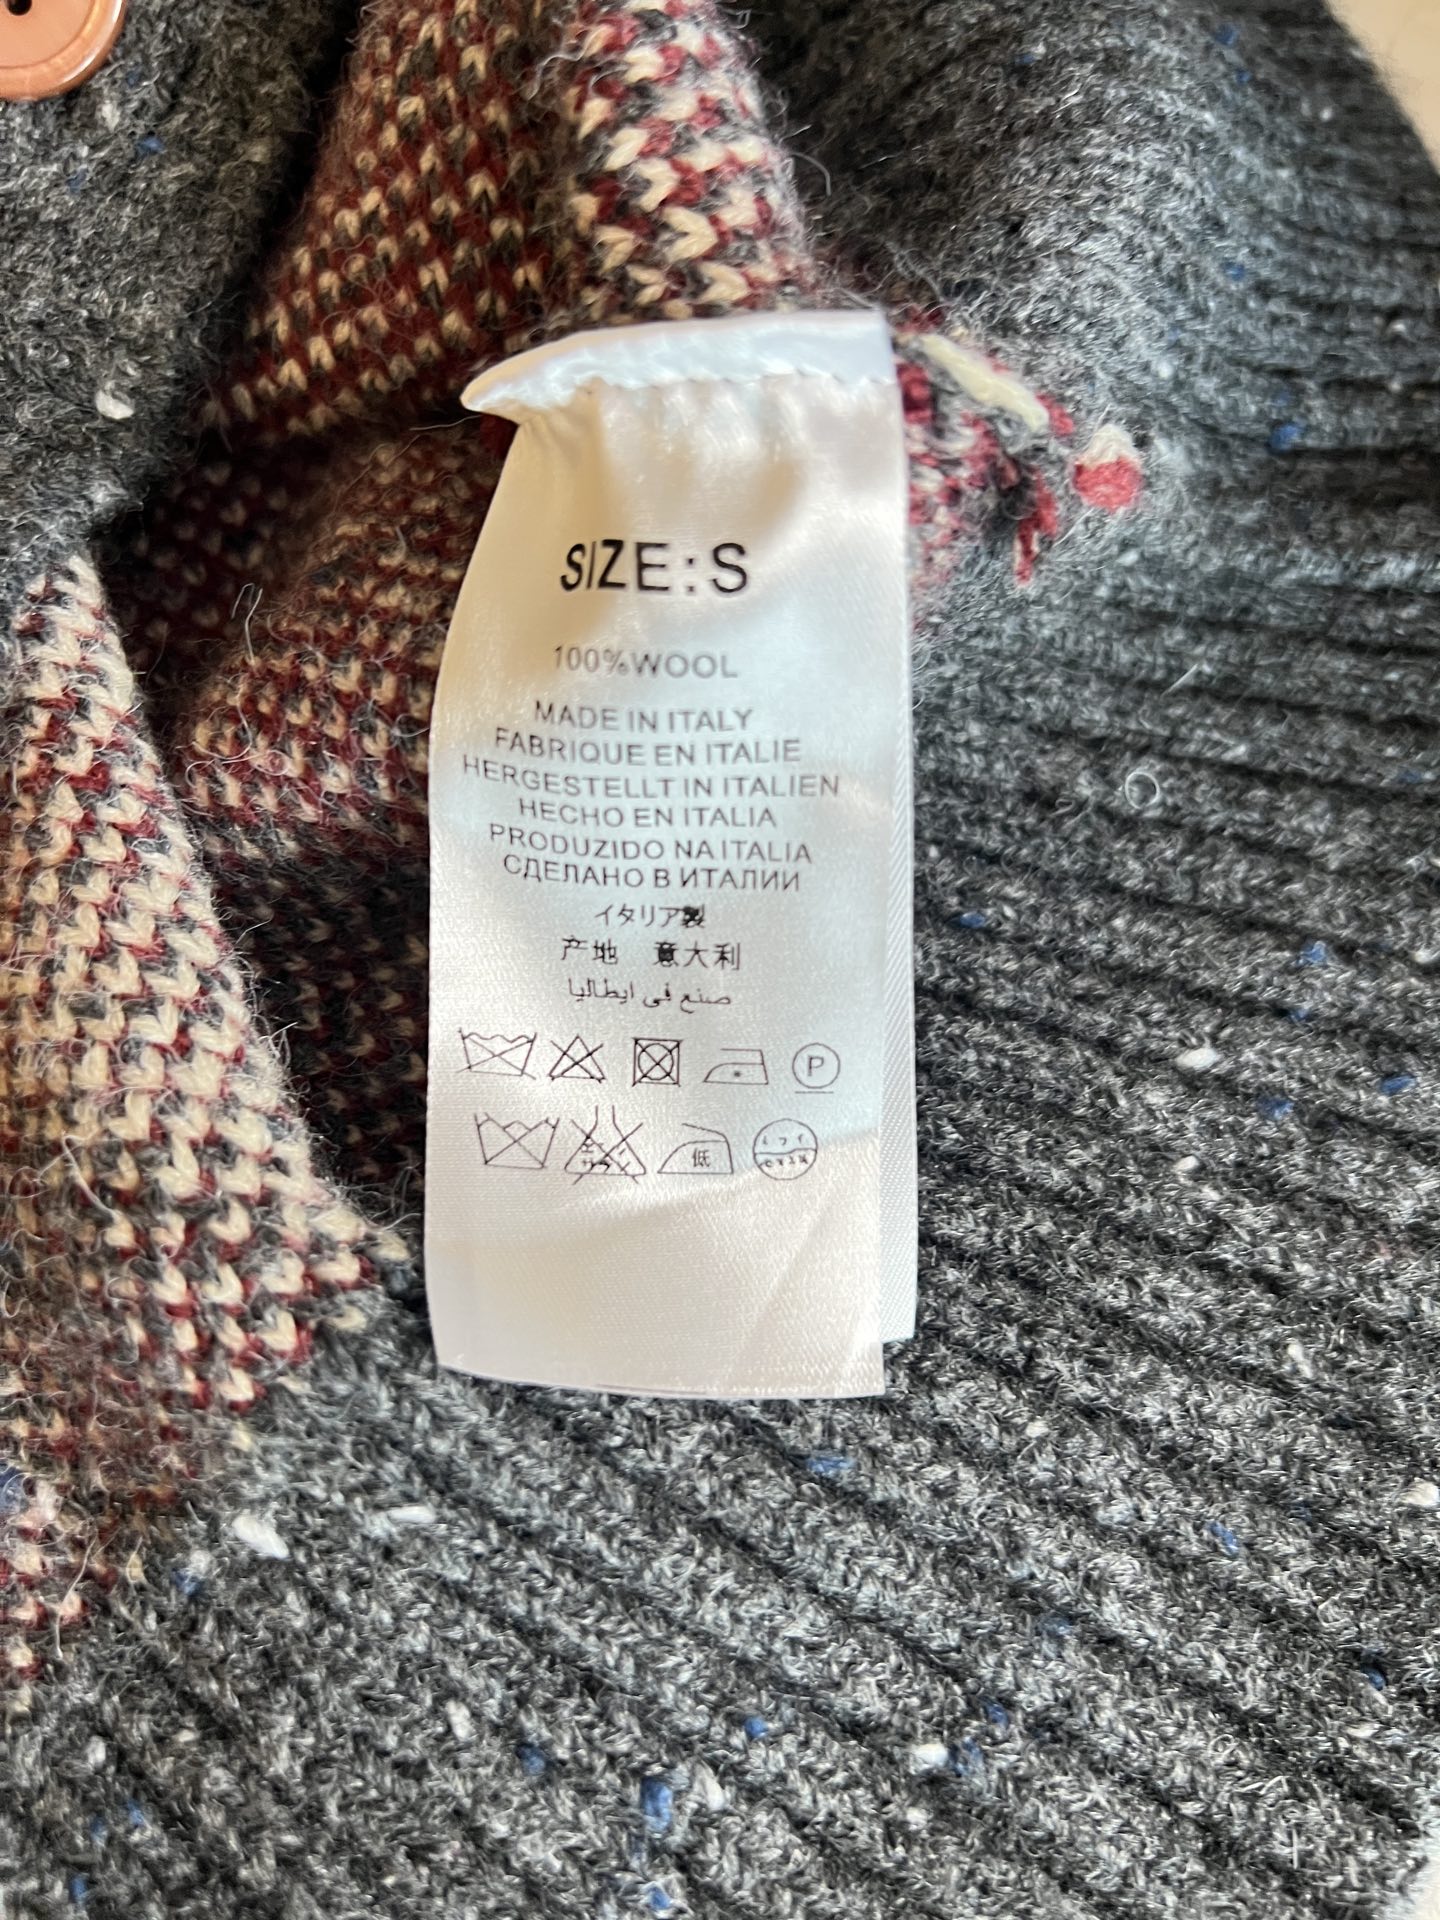 SIZE:S
100%WOOL
MADE IN ITALY
FABRIQUE EN ITALIE
HERGESTELLT IN ITALIEN
HECHO EN ITALIA
PRODUZIDO NA ITALIA
СДЕЛАНО В ИТАЛИИ
イタリア製
产地 意大利
صنع في ايطاليا
P
低